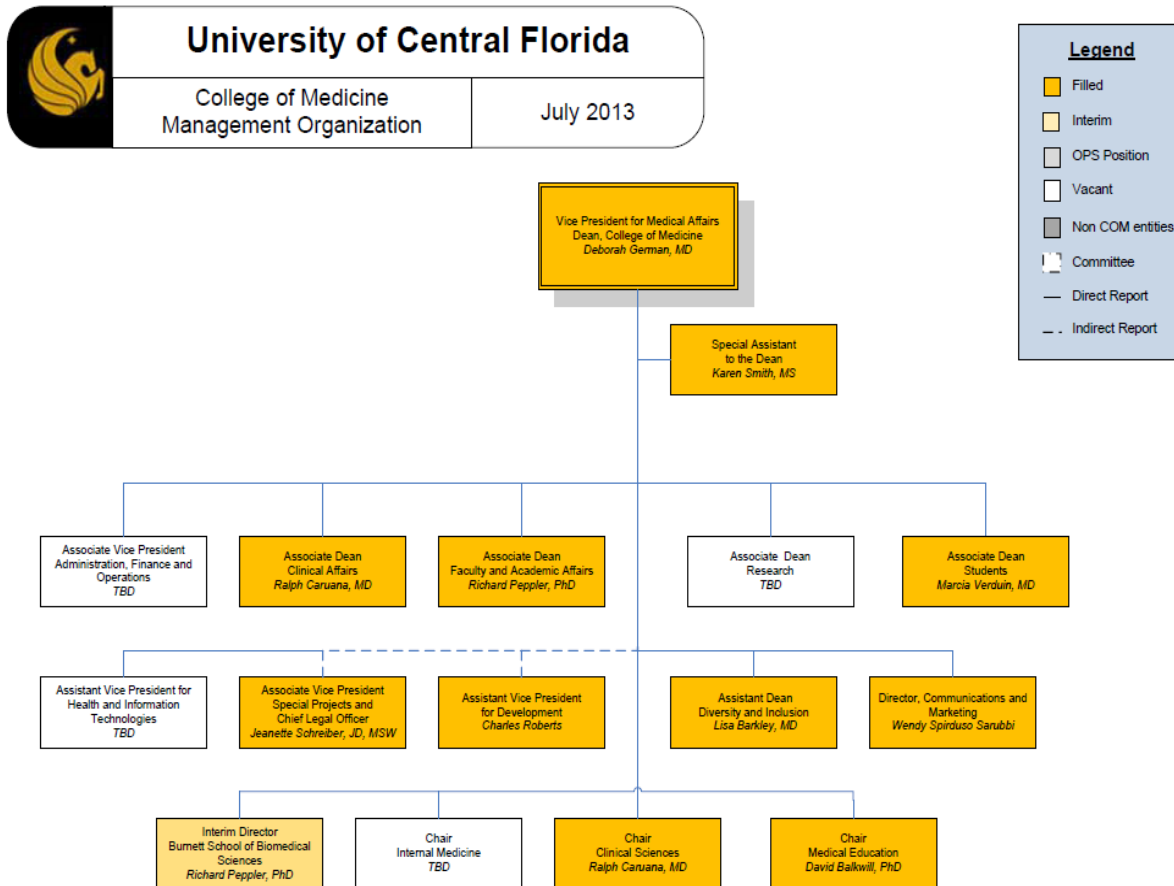 University of Central Florida
College of Medicine
Management Organization
July 2013
Legend
Filled
Interim
OPS Position
Vacant
Non COM entities
Committee
Direct Report
Indirect Report
Vice President for Medical Affairs
Dean, College of Medicine
Deborah German, MD
Special Assistant
to the Dean
Karen Smith, MS
Associate Vice President
Administration, Finance and
Operations
TBD
Associate Dean
Clinical Affairs
Ralph Caruana, MD
Associate Dean
Faculty and Academic Affairs
Richard Peppler, PhD
Associate Dean
Research
TBD
Associate Dean
Students
Marcia Verduin, MD
Assistant Vice President for
Health and Information
Technologies
TBD
Associate Vice President
Special Projects and
Chief Legal Officer
Jeanette Schreiber, JD, MSW
Assistant Vice President
for Development
Charles Roberts
Assistant Dean
Diversity and Inclusion
Lisa Barkley, MD
Director, Communications and
Marketing
Wendy Spirduso Sarubbi
Interim Director
Burnett School of Biomedical
Sciences
Richard Peppler, PhD
Chair
Internal Medicine
TBD
Chair
Clinical Sciences
Ralph Caruana, MD
Chair
Medical Education
David Balkwill, PhD